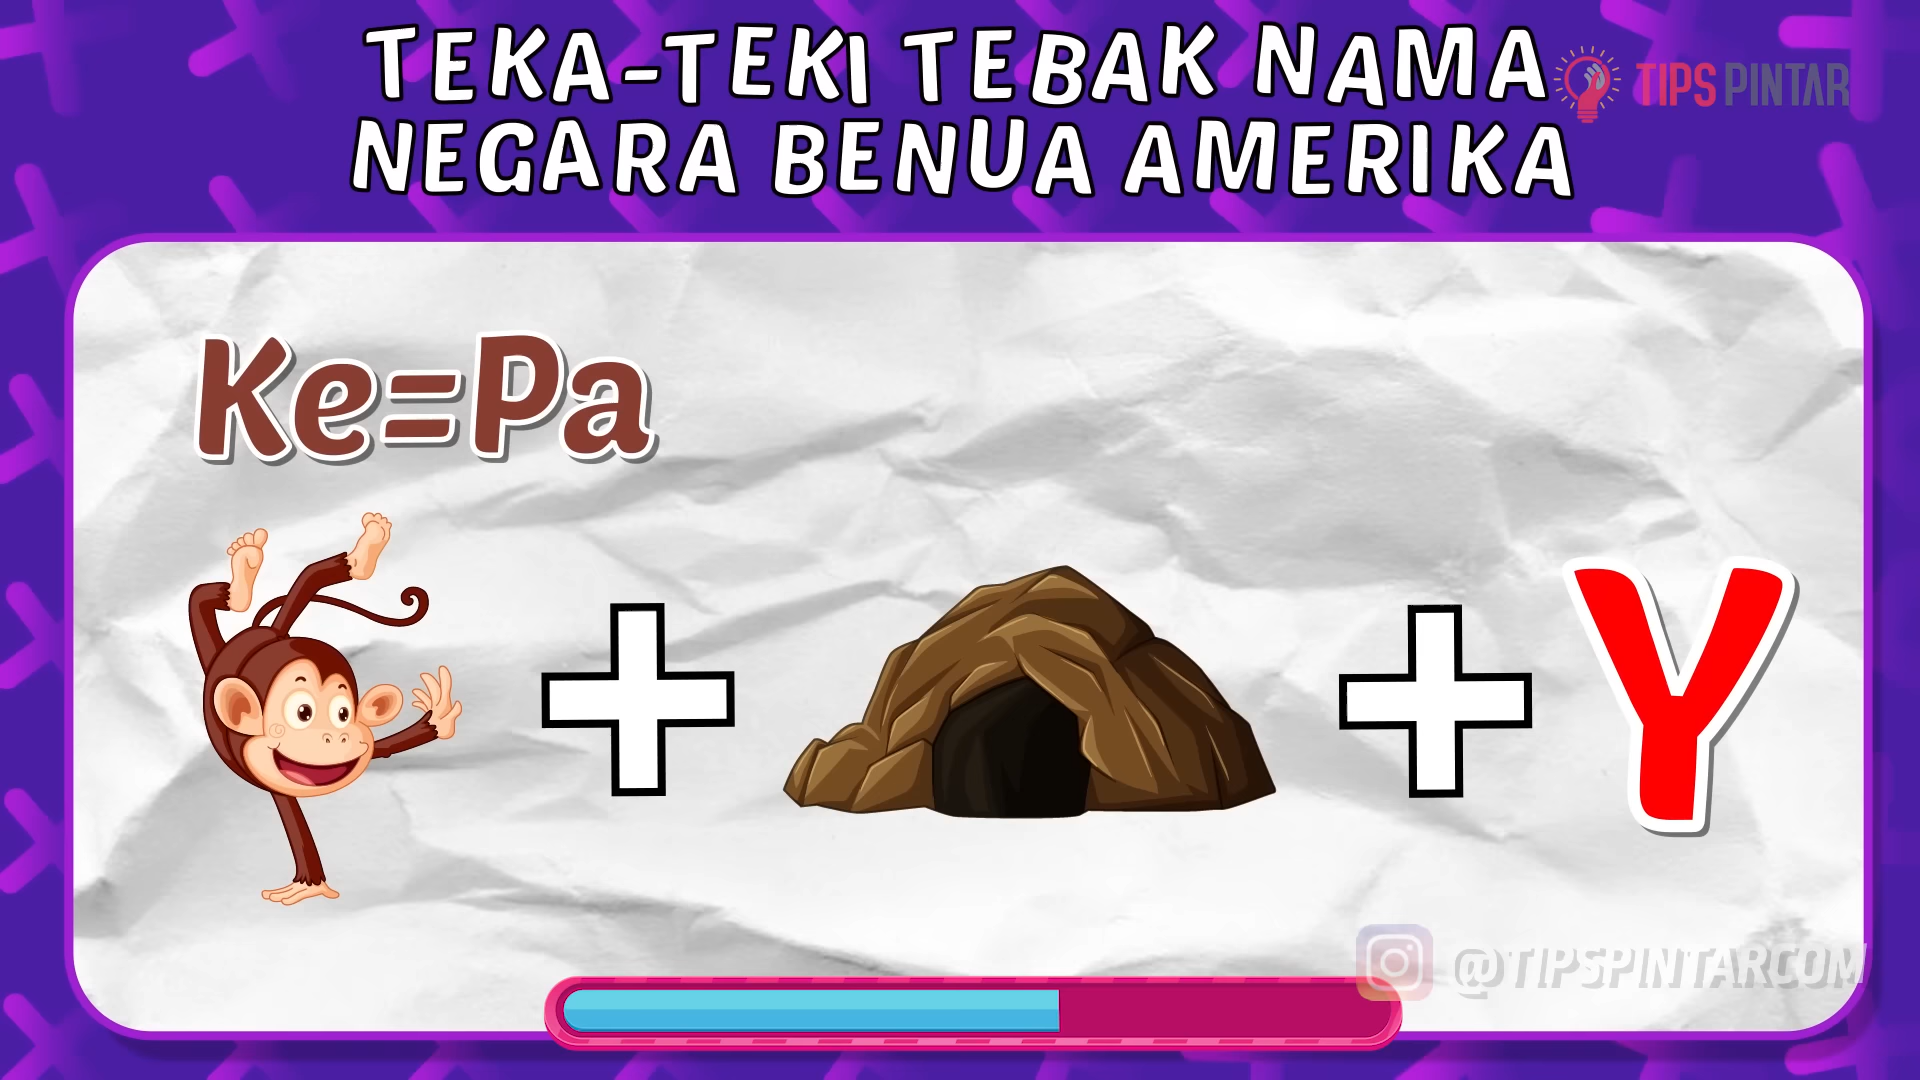 TEKA-TEKI TEBAK NAMA
NEGARA BENUA AMERIKA
TIPS PINTAR
Ke=Pa
Y
@TIPSPINTARCOM